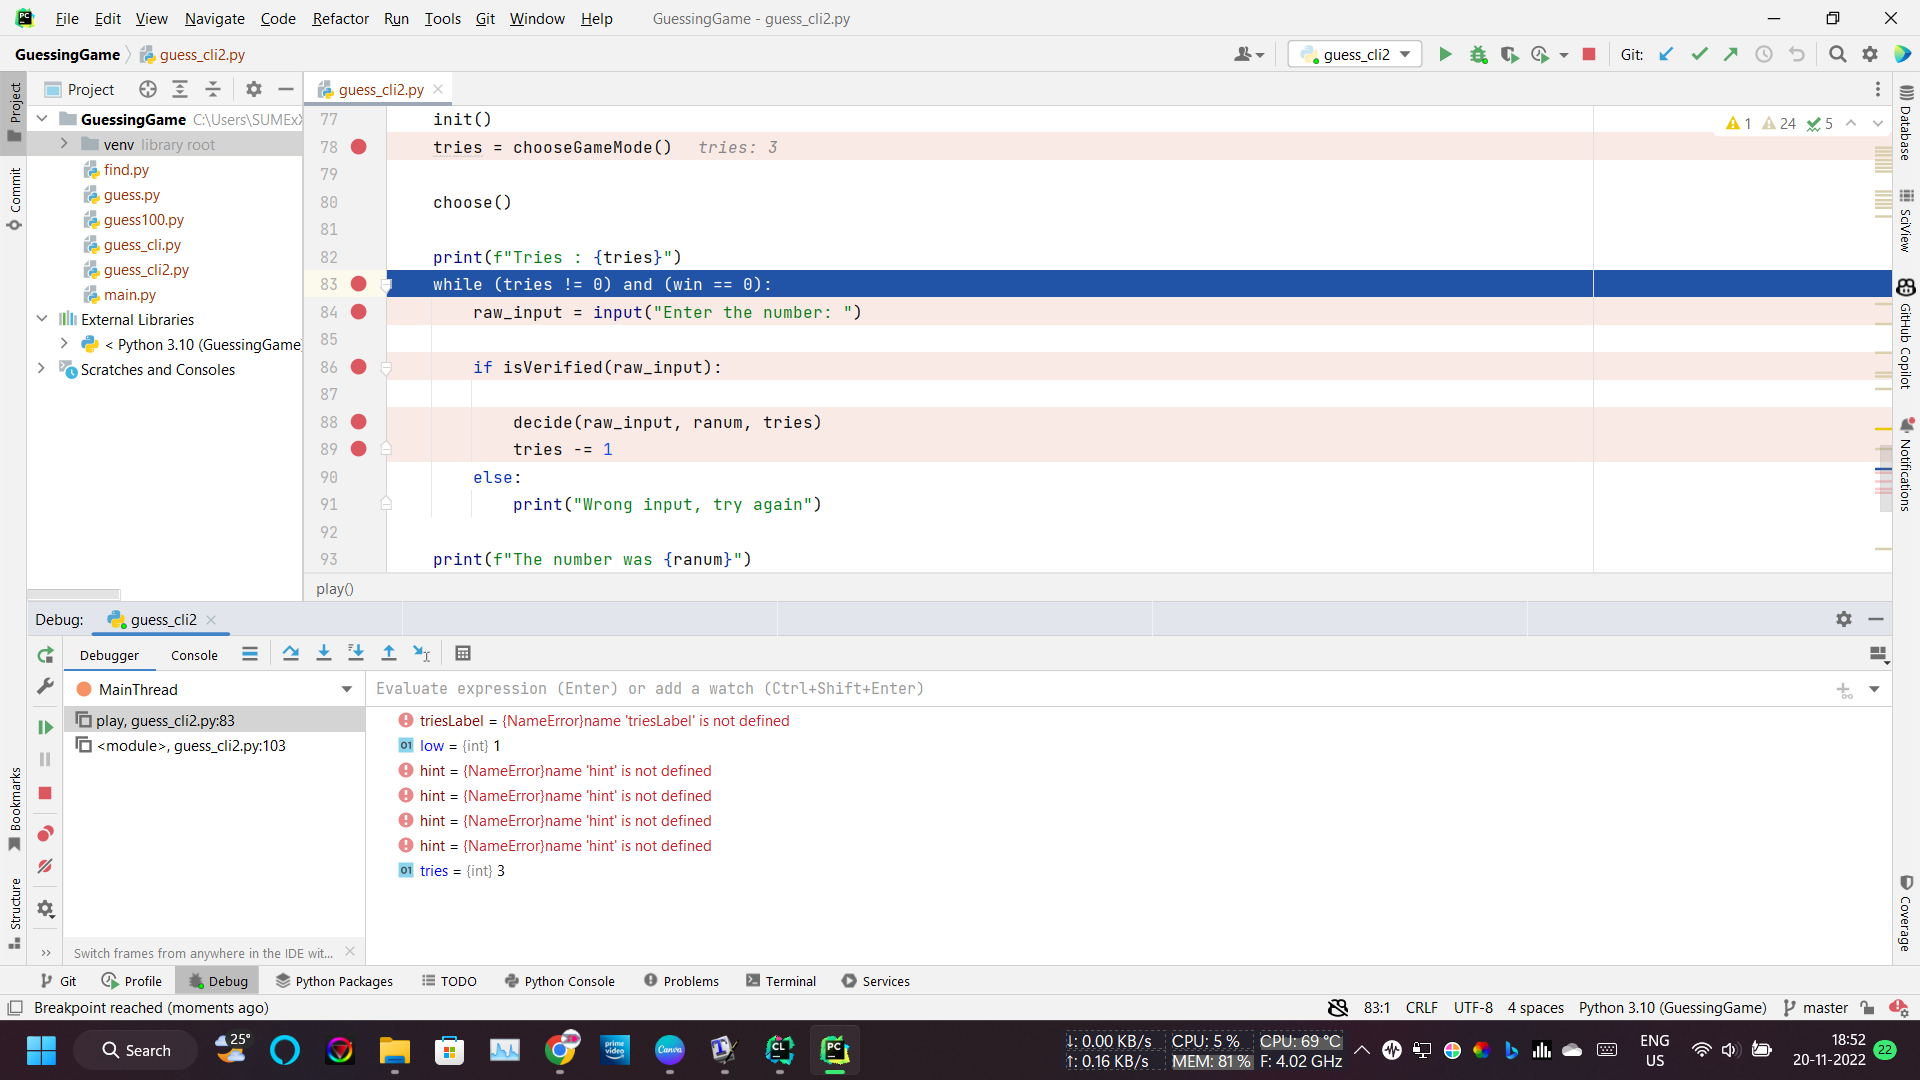 PC File Edit View Navigate Code Refactor Run Tools Git Window Help GuessingGame - guess_cli2.py
GuessingGame guess_cli2.py guess_cli2 Git:
Project guess_cli2.py
Project
Commit
Bookmarks
Structure
GuessingGame C:\Users\SUMEx
venv library root
find.py
guess.py
guess100.py
guess_cli.py
guess_cli2.py
main.py
External Libraries
< Python 3.10 (GuessingGame)
Scratches and Consoles
1 24 5
77 init()
78 tries = chooseGameMode() tries: 3
79
80 choose()
81
82 print(f"Tries : {tries}")
83 while (tries != 0) and (win == 0):
84 raw_input = input("Enter the number: ")
85
86 if isVerified(raw_input):
87
88 decide(raw_input, ranum, tries)
89 tries -= 1
90 else:
91 print("Wrong input, try again")
92
93 print(f"The number was {ranum}")
play()
Database
SciView
GitHub Copilot
Notifications
Coverage
Debug: guess_cli2
Debugger Console
MainThread
play, guess_cli2.py:83
<module>, guess_cli2.py:103
Switch frames from anywhere in the IDE wit...
Evaluate expression (Enter) or add a watch (Ctrl+Shift+Enter)
triesLabel = {NameError}name 'triesLabel' is not defined
01 low = {int} 1
hint = {NameError}name 'hint' is not defined
hint = {NameError}name 'hint' is not defined
hint = {NameError}name 'hint' is not defined
hint = {NameError}name 'hint' is not defined
01 tries = {int} 3
Git Profile Debug Python Packages TODO Python Console Problems Terminal Services
Breakpoint reached (moments ago) 83:1 CRLF UTF-8 4 spaces Python 3.10 (GuessingGame) master
Search 25° prime video Canva CL PC
↓: 0.00 KB/s CPU: 5 % CPU: 69 °C
↑: 0.16 KB/s MEM: 81 % F: 4.02 GHz
ENG
US
18:52
20-11-2022
22